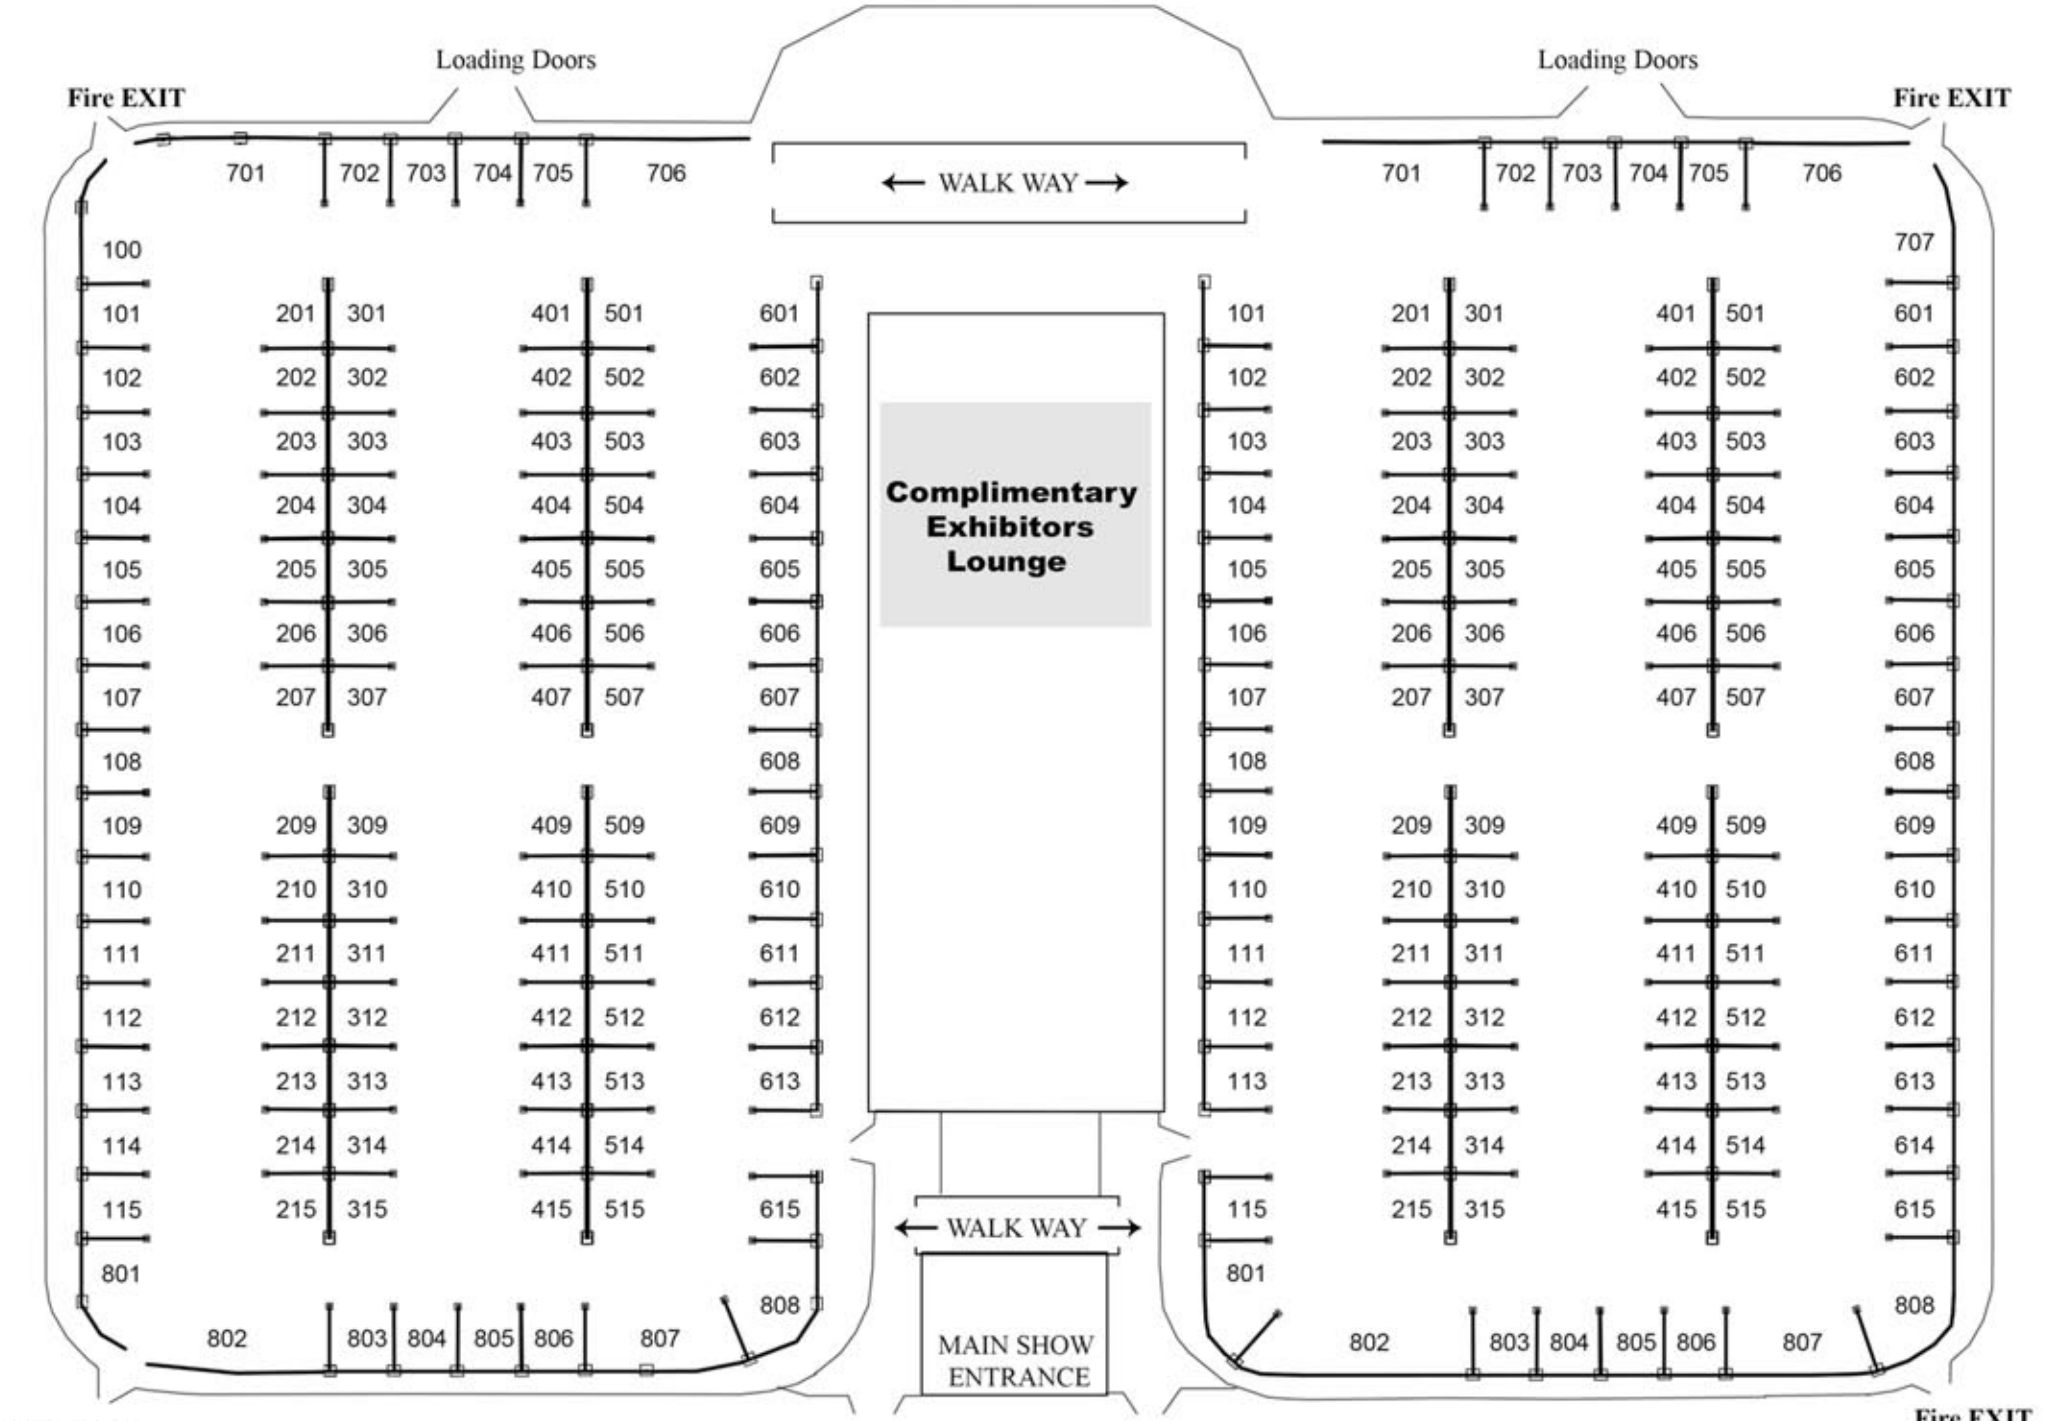 Loading Doors Loading Doors
Fire EXIT Fire EXIT
701 702 703 704 705 706 WALK WAY 701 702 703 704 705 706
100 707
101 201 301 401 501 601 101 201 301 401 501 601
102 202 302 402 502 602 102 202 302 402 502 602
103 203 303 403 503 603 103 203 303 403 503 603
Complimentary
104 204 304 404 504 604 104 204 304 404 504 604
Exhibitors
Lounge
105 205 305 405 505 605 105 205 305 405 505 605
106 206 306 406 506 606 106 206 306 406 506 606
107 207 307 407 507 607 107 207 307 407 507 607
108 608 108 608
109 209 309 409 509 609 109 209 309 409 509 609
110 210 310 410 510 610 110 210 310 410 510 610
111 211 311 411 511 611 111 211 311 411 511 611
112 212 312 412 512 612 112 212 312 412 512 612
113 213 313 413 513 613 113 213 313 413 513 613
114 214 314 414 514 214 314 414 514 614
115 215 315 415 515 615 115 215 315 415 515 615
WALK WAY
801 801
808 808
802 803 804 805 806 807 802 803 804 805 806 807
MAIN SHOW
ENTRANCE
Fire EXIT